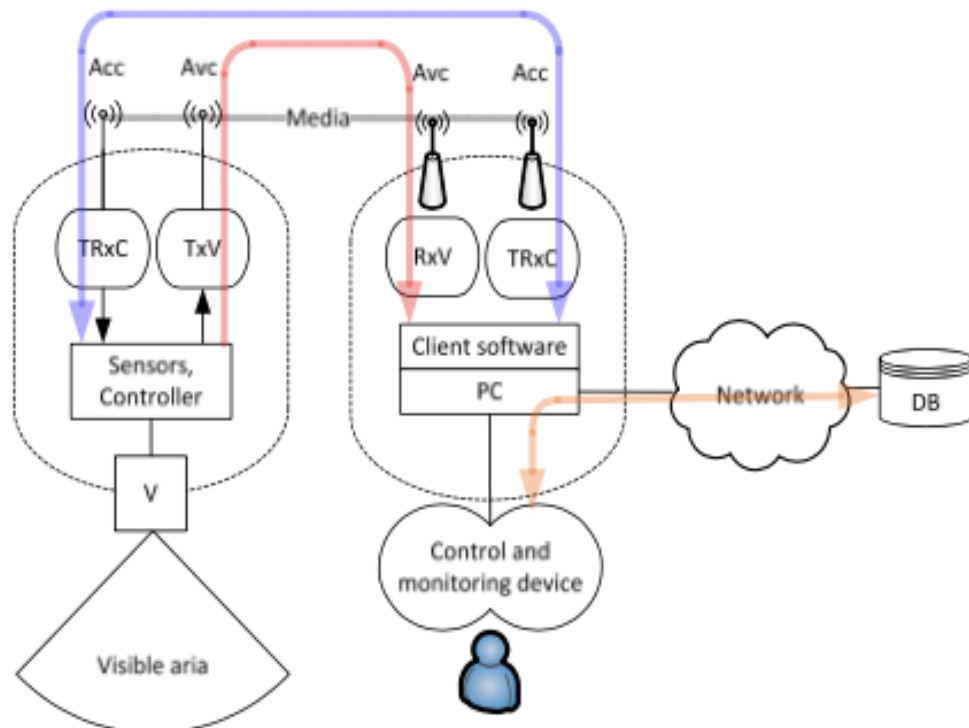 Acc
Avc
Avc
Acc
Media
TRxC
TxV
RxV
TRxC
Sensors,
Controller
Client software
PC
Network
DB
V
Control and
monitoring device
Visible aria